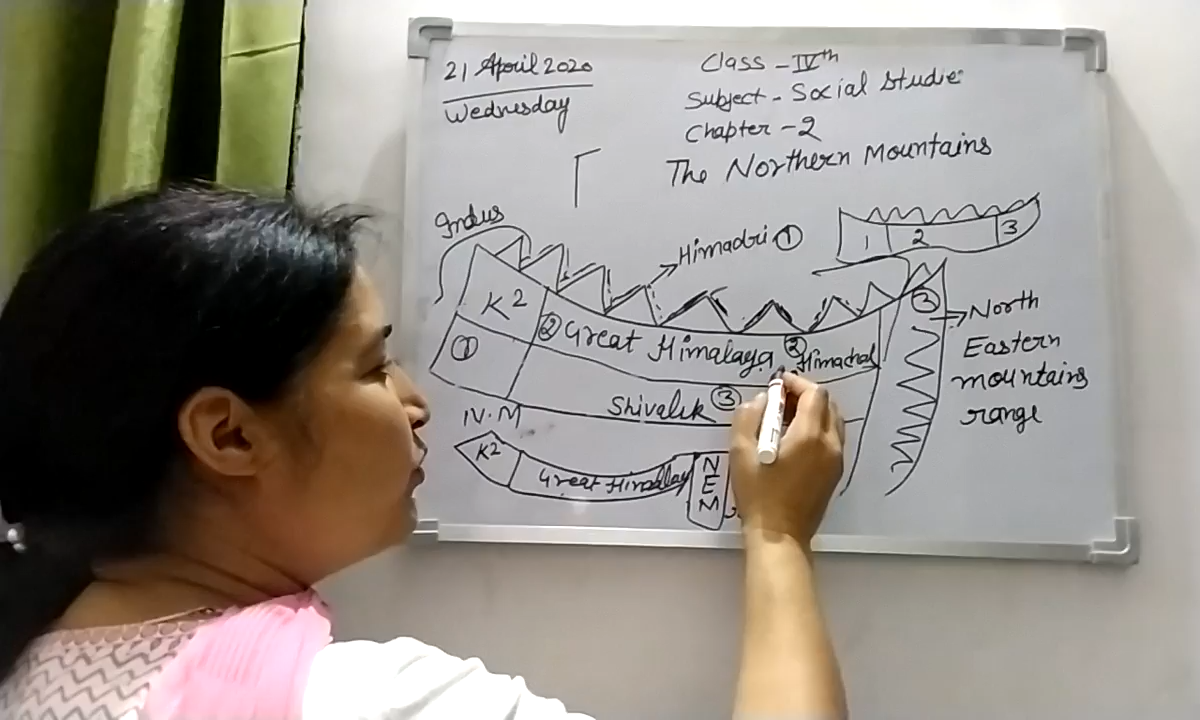 21 April 2020
Wednesday
Class - IVth
Subject - Social Studie
Chapter - 2
The Northern Mountains
Indus
Himadri 1
1 2 3
K2
1
2 Great Himalaya
2 Himachal
Shivalik 3
3
North
Eastern
mountains
range
N.M
K2
Great Himalay
N
E
M